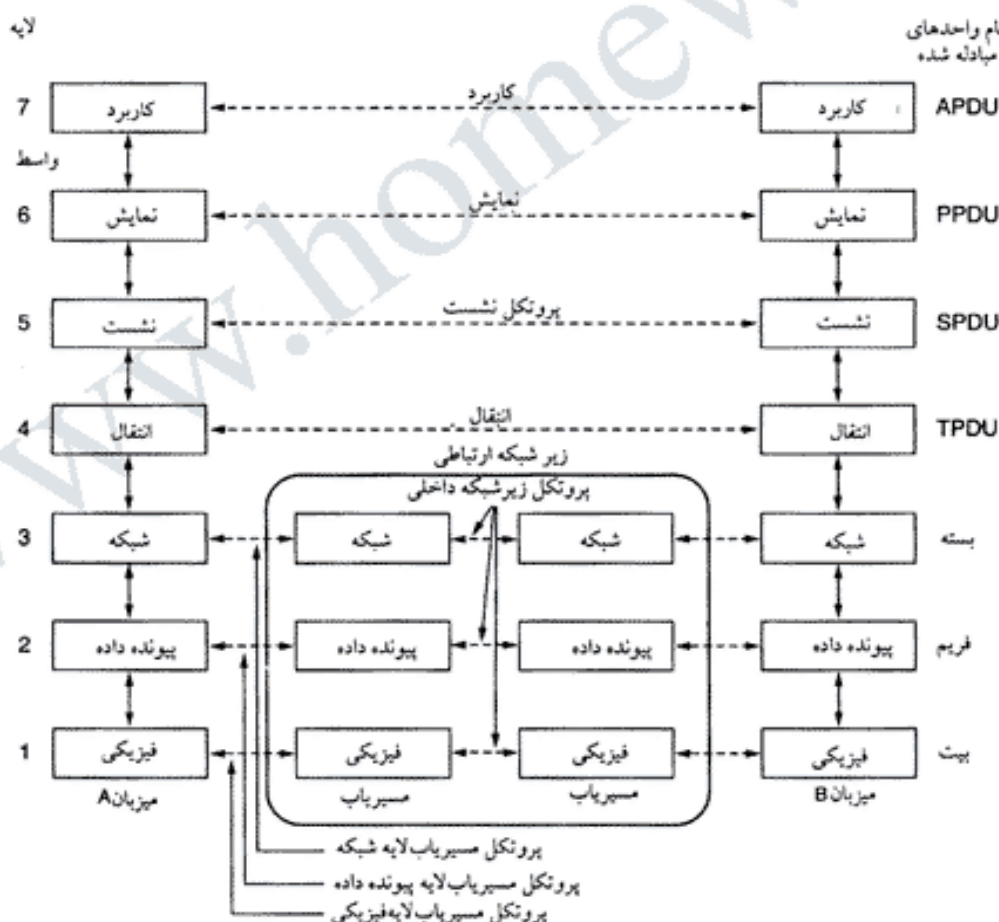 لایه
نام واحدهای
مبادله شده
7
کاربرد
کاربرد
کاربرد
APDU
واسط
6
نمایش
نمایش
نمایش
PPDU
5
نشست
پروتکل نشست
نشست
SPDU
4
انتقال
انتقال
انتقال
TPDU
زیر شبکه ارتباطی
پروتکل زیرشبکه داخلی
3
شبکه
شبکه
شبکه
شبکه
بسته
2
پیونده داده
پیونده داده
پیونده داده
پیونده داده
فریم
1
فیزیکی
فیزیکی
فیزیکی
فیزیکی
بیت
میزبان A
مسیریاب
مسیریاب
میزبان B
پروتکل مسیریاب لایه شبکه
پروتکل مسیریاب لایه پیونده داده
پروتکل مسیریاب لایه فیزیکی